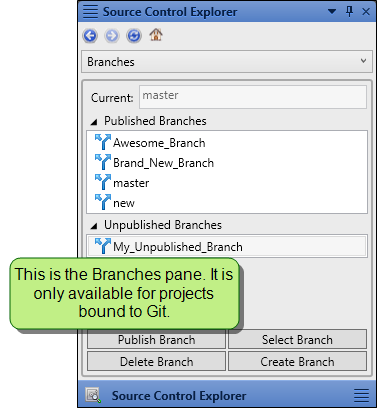 Source Control Explorer
Branches
Current: master
Published Branches
Awesome_Branch
Brand_New_Branch
master
new
Unpublished Branches
My_Unpublished_Branch
This is the Branches pane. It is
only available for projects
bound to Git.
Publish Branch
Select Branch
Delete Branch
Create Branch
Source Control Explorer